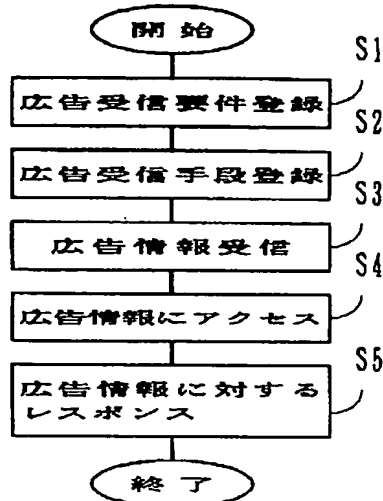 開始
S1
広告受信要件登録
S2
広告受信手段登録
S3
広告情報受信
S4
広告情報にアクセス
S5
広告情報に対する
レスポンス
終了